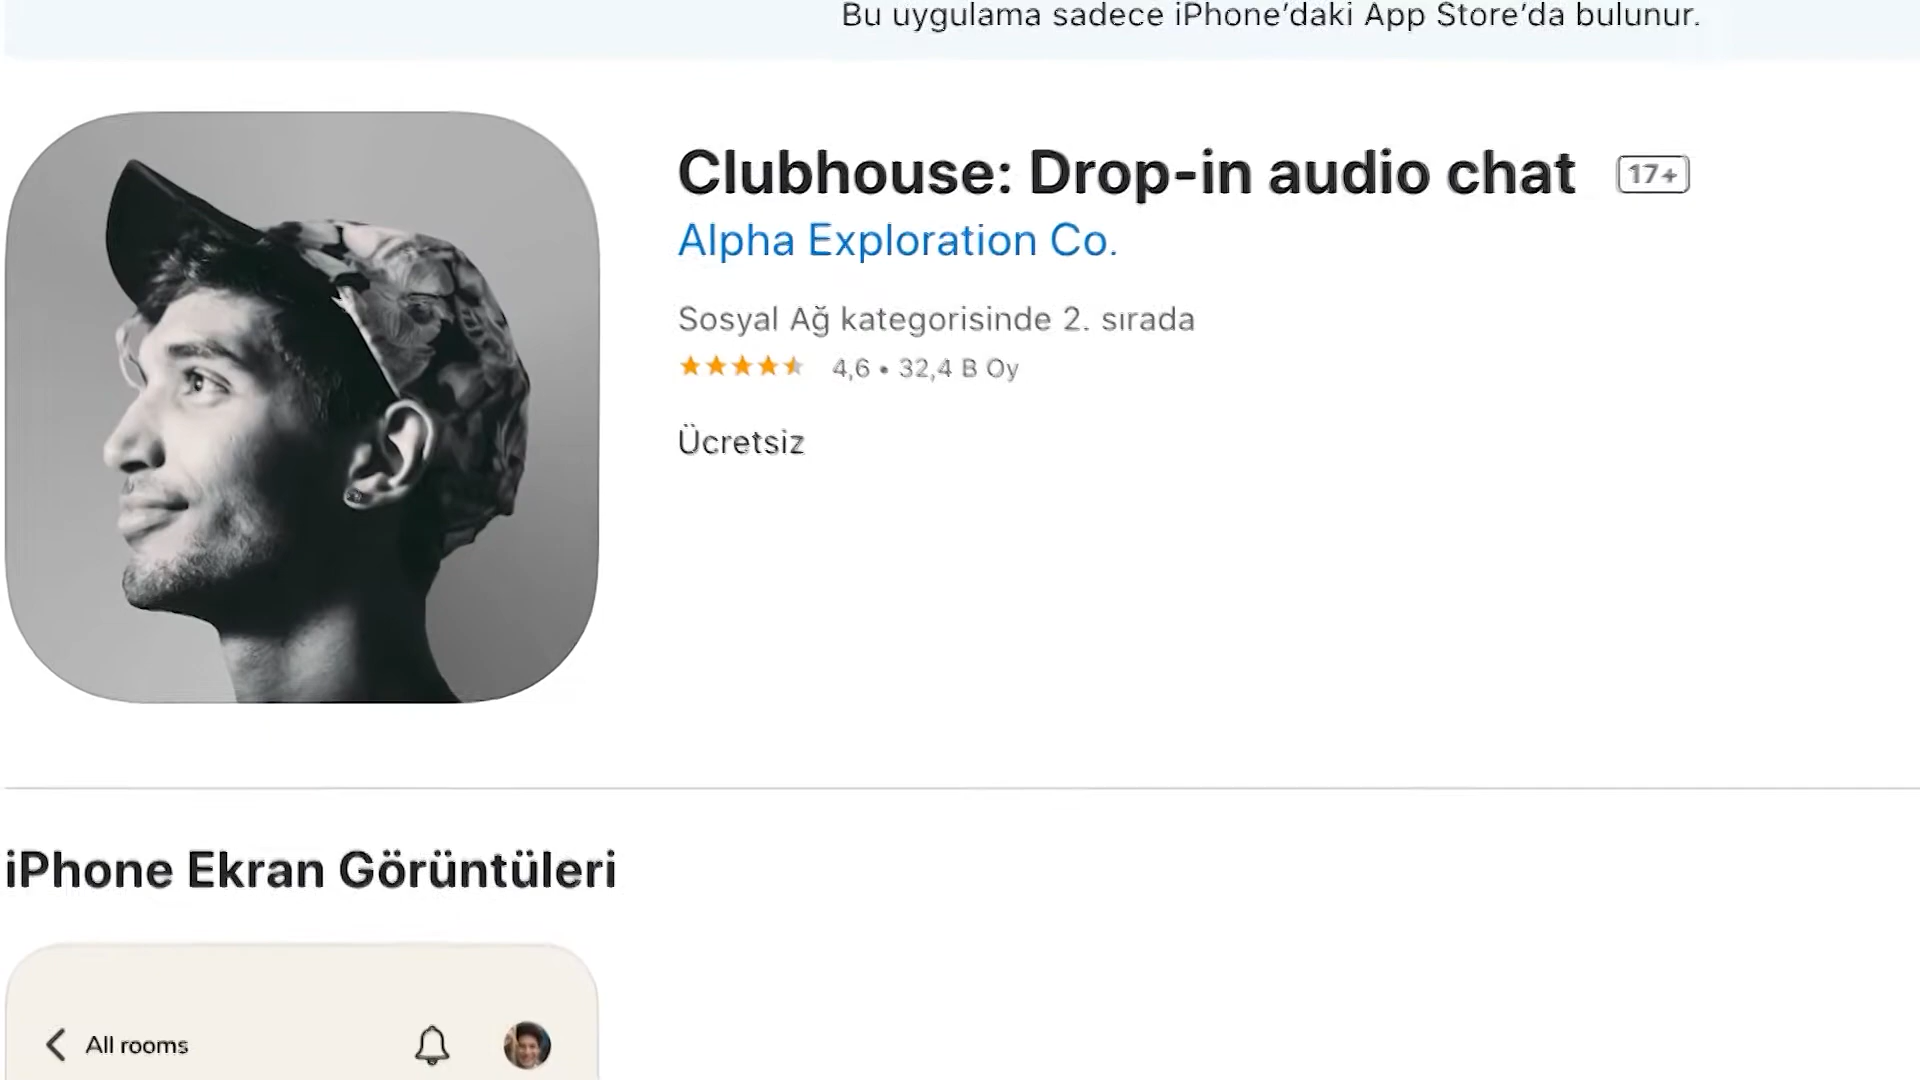 Bu uygulama sadece iPhone’daki App Store’da bulunur.
Clubhouse: Drop-in audio chat 17+
Alpha Exploration Co.
Sosyal Ağ kategorisinde 2. sırada
4,6 • 32,4 B Oy
Ücretsiz
iPhone Ekran Görüntüleri
All rooms